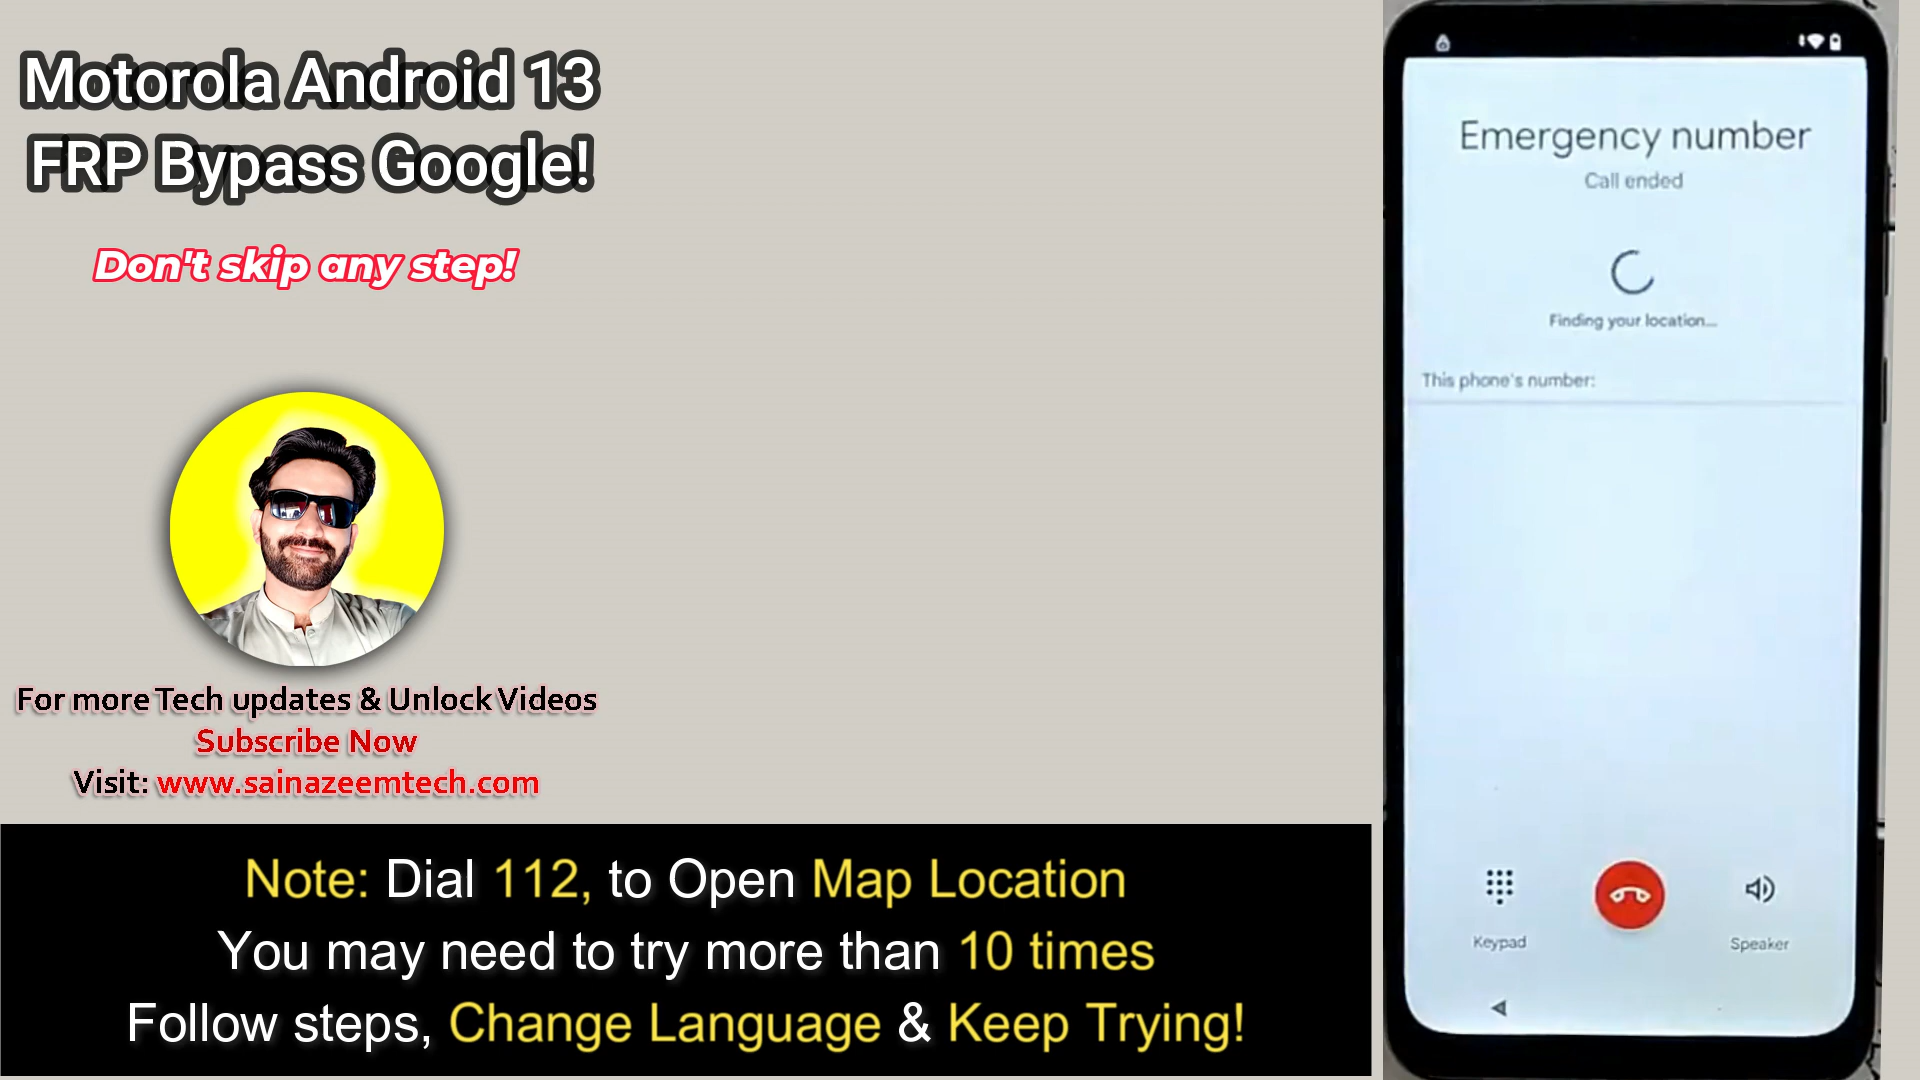 Motorola Android 13
FRP Bypass Google!
Don't skip any step!
For more Tech updates & Unlock Videos
Subscribe Now
Visit: www.sainazeemtech.com
Note: Dial 112, to Open Map Location
You may need to try more than 10 times
Follow steps, Change Language & Keep Trying!
Emergency number
Call ended
Finding your location...
This phone's number:
Keypad
Speaker